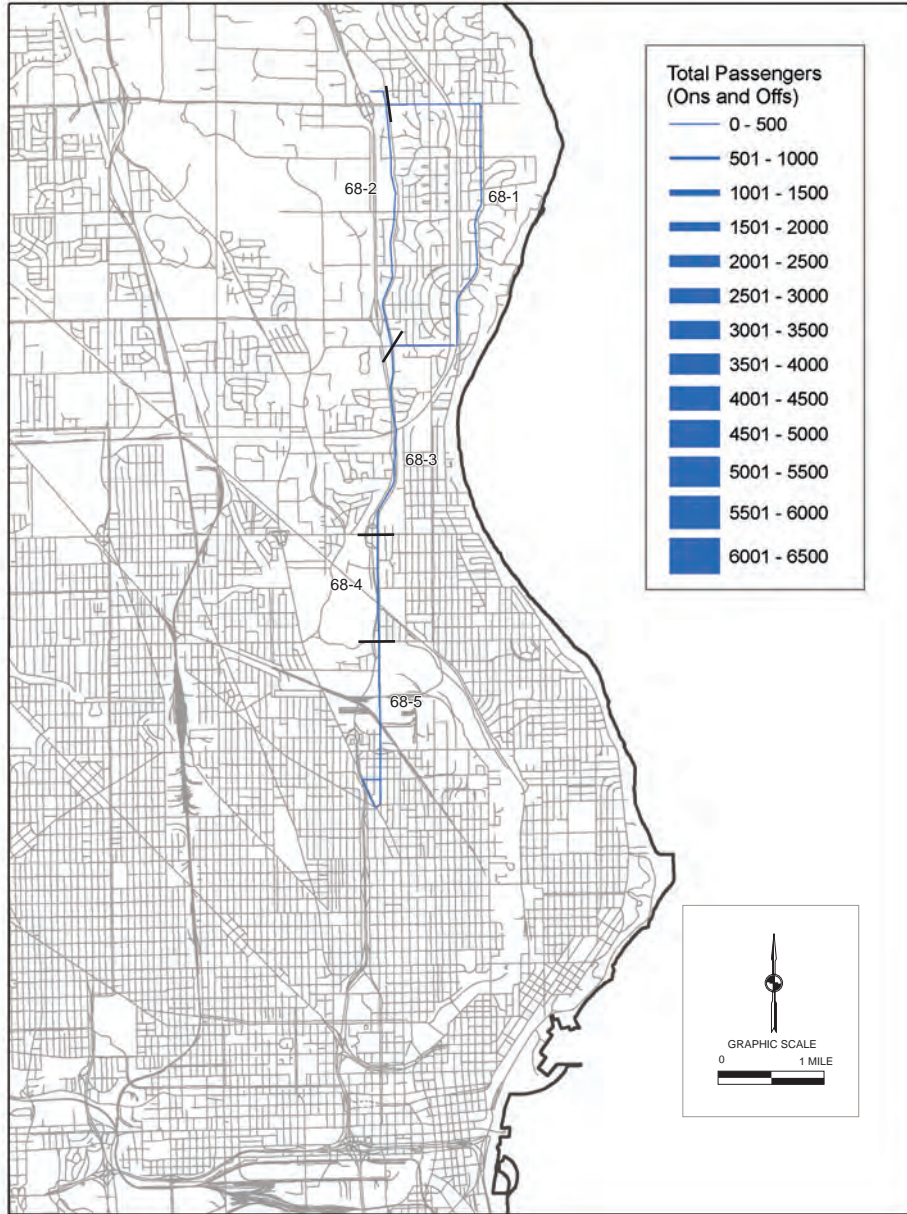 Total Passengers
(Ons and Offs)
0 - 500
501 - 1000
1001 - 1500
1501 - 2000
2001 - 2500
2501 - 3000
3001 - 3500
3501 - 4000
4001 - 4500
4501 - 5000
5001 - 5500
5501 - 6000
6001 - 6500
68-2
68-1
68-3
68-4
68-5
GRAPHIC SCALE
0 1 MILE